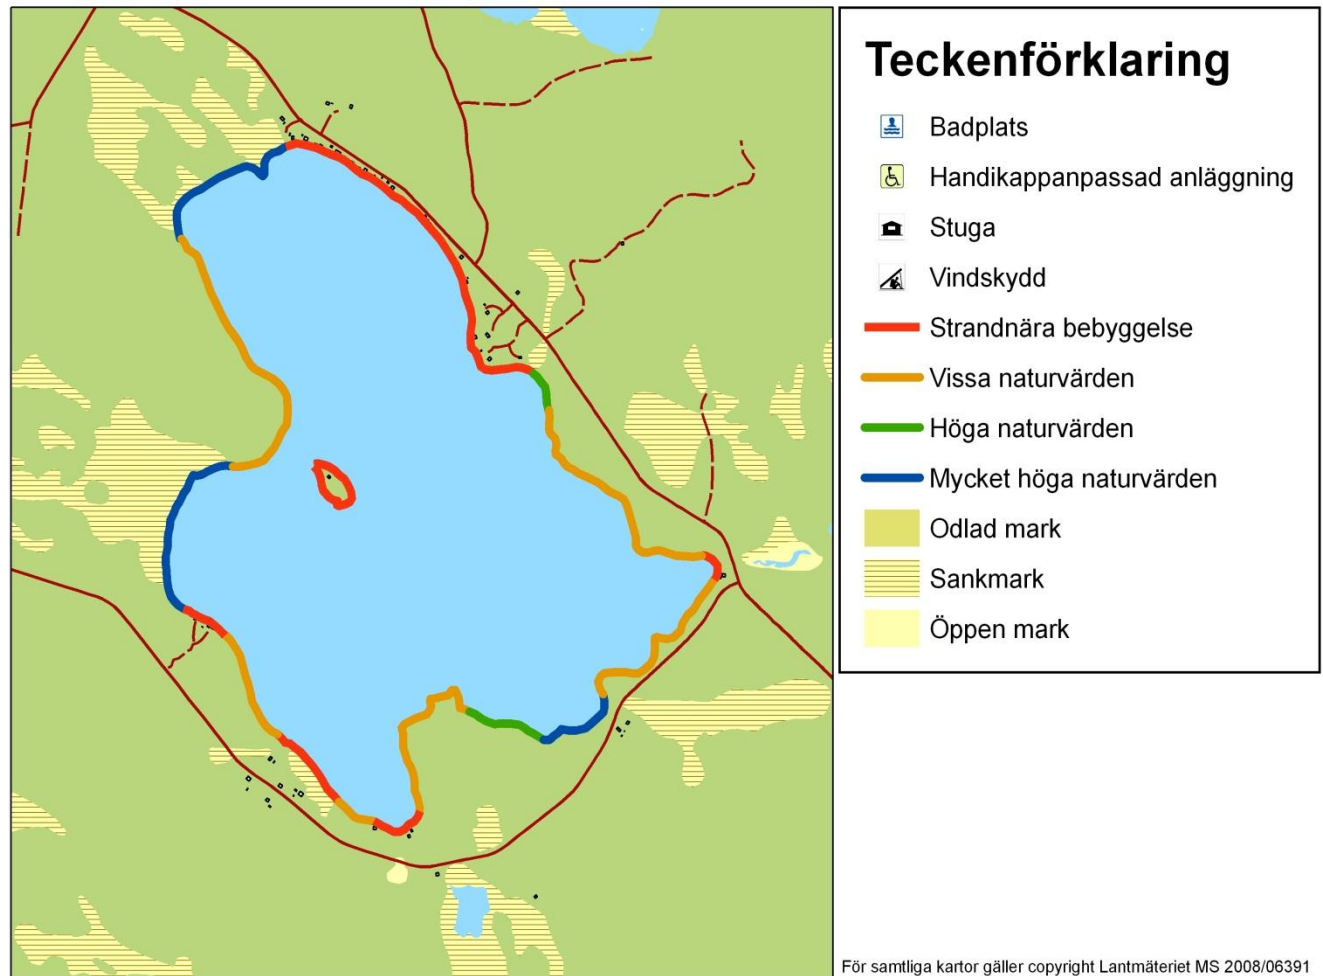 Teckenförklaring
Badplats
Handikappanpassad anläggning
Stuga
Vindskydd
Strandnära bebyggelse
Vissa naturvärden
Höga naturvärden
Mycket höga naturvärden
Odlad mark
Sankmark
Öppen mark
För samtliga kartor gäller copyright Lantmäteriet MS 2008/06391